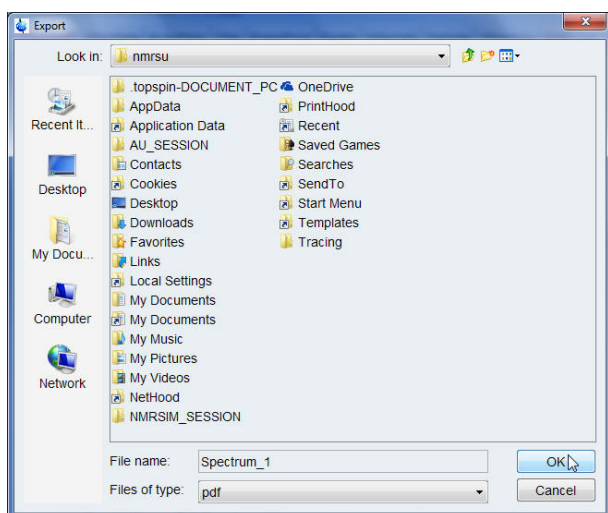 Export
Look in: nmrsu
Recent It...
Desktop
My Docu...
Computer
Network
.topspin-DOCUMENT_PC
AppData
Application Data
AU_SESSION
Contacts
Cookies
Desktop
Downloads
Favorites
Links
Local Settings
My Documents
My Documents
My Music
My Pictures
My Videos
NetHood
NMRSIM_SESSION
OneDrive
PrintHood
Recent
Saved Games
Searches
SendTo
Start Menu
Templates
Tracing
File name: Spectrum_1
OK
Files of type: pdf
Cancel